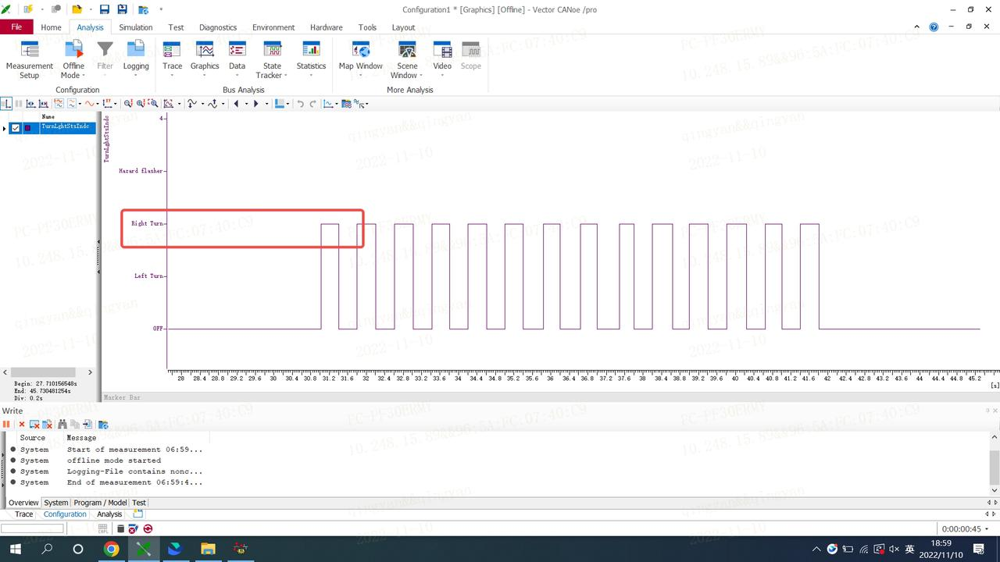 Configuration1 * [Graphics] [Offline] - Vector CANoe /pro
File Home Analysis Simulation Test Diagnostics Environment Hardware Tools Layout
Measurement Setup
Offline Mode
Filter
Logging
Trace
Graphics
Data
State Tracker
Statistics
Map Window
Scene Window
Video
Scope
Configuration
Bus Analysis
More Analysis
Name
TurnLghtStsIndc
TurnLghtStsIndc
4
Hazard flasher
Right Turn
Left Turn
OFF
28 28.4 28.8 29.2 29.6 30 30.4 30.8 31.2 31.6 32 32.4 32.8 33.2 33.6 34 34.4 34.8 35.2 35.6 36 36.4 36.8 37.2 37.6 38 38.4 38.8 39.2 39.6 40 40.4 40.8 41.2 41.6 42 42.4 42.8 43.2 43.6 44 44.4 44.8 45.2
[s]
Begin: 27.710156548s
End: 45.730481254s
Div: 0.2s
Marker Bar
Write
Source Message
System Start of measurement 06:59...
System offline mode started
System Logging-File contains nonc...
System End of measurement 06:59:4...
Overview System Program / Model Test
Trace Configuration Analysis
CAPL
0:00:00:45
英
18:59
2022/11/10
PC-PF30ERMY
10.248.15.89&&96:5A:FC:07:40:C9
qingyan&&qingyan
2022-11-10